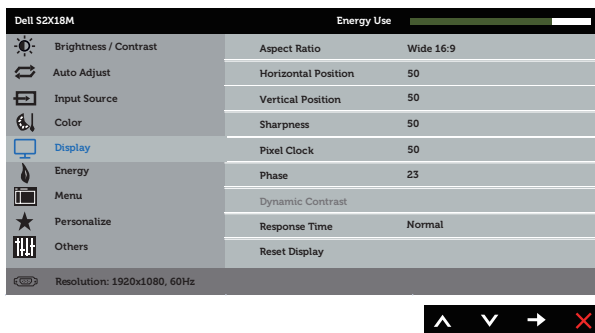 Dell S2X18M Energy Use
Brightness / Contrast Aspect Ratio Wide 16:9
Auto Adjust Horizontal Position 50
Input Source Vertical Position 50
Color Sharpness 50
Display Pixel Clock 50
Energy Phase 23
Menu Dynamic Contrast
Personalize Response Time Normal
Others Reset Display
Resolution: 1920x1080, 60Hz